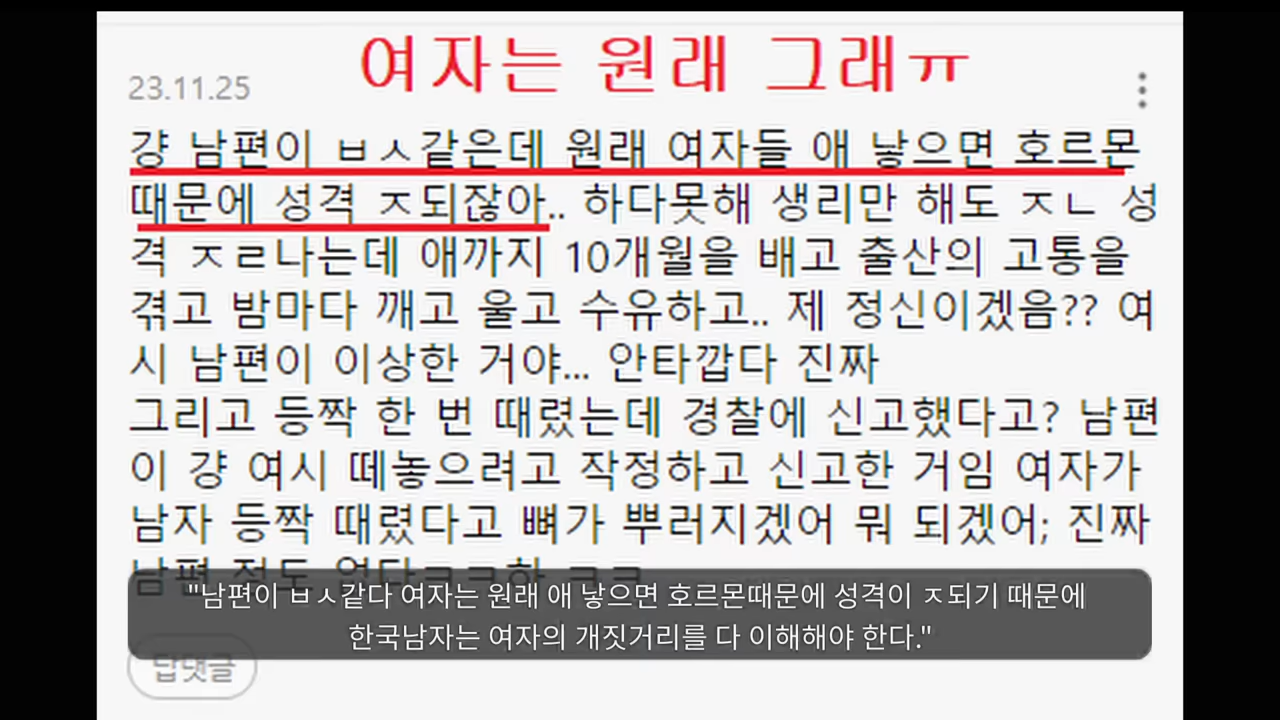 여자는 원래 그래ㅠ
23.11.25
걍 남편이 ㅂㅅ같은데 원래 여자들 애 낳으면 호르몬
때문에 성격 ㅈ되잖아.. 하다못해 생리만 해도 ㅈㄴ 성
격 ㅈㄹ나는데 애까지 10개월을 배고 출산의 고통을
겪고 밤마다 깨고 울고 수유하고.. 제 정신이겠음?? 여
시 남편이 이상한 거야... 안타깝다 진짜
그리고 등짝 한 번 때렸는데 경찰에 신고했다고? 남편
이 걍 여시 떼놓으려고 작정하고 신고한 거임 여자가
남자 등짝 때렸다고 뼈가 뿌러지겠어 뭐 되겠어; 진짜
남편 정도 없다ㅋㅋ하 ㅋㅋ
"남편이 ㅂㅅ같다 여자는 원래 애 낳으면 호르몬때문에 성격이 ㅈ되기 때문에
한국남자는 여자의 개짓거리를 다 이해해야 한다."
답댓글